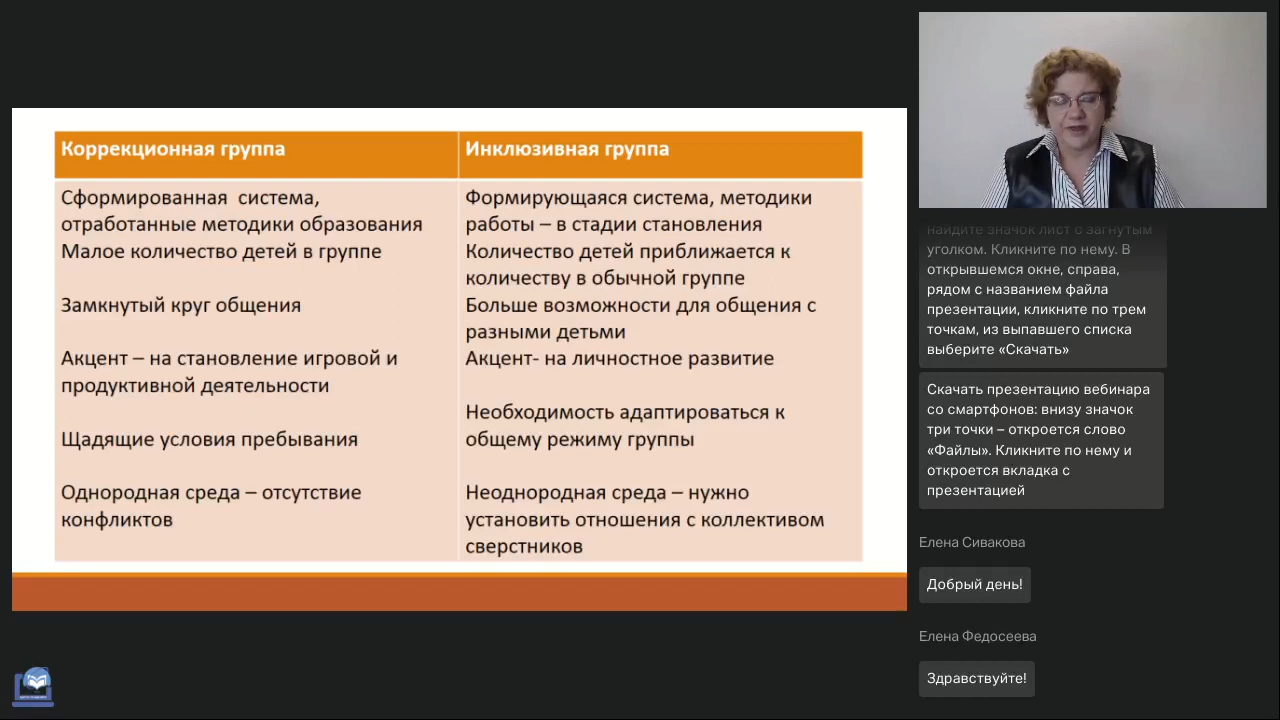 Коррекционная группа
Сформированная система,
отработанные методики образования
Малое количество детей в группе
Замкнутый круг общения
Акцент – на становление игровой и
продуктивной деятельности
Щадящие условия пребывания
Однородная среда – отсутствие
конфликтов
Инклюзивная группа
Формирующаяся система, методики
работы – в стадии становления
Количество детей приближается к
количеству в обычной группе
Больше возможности для общения с
разными детьми
Акцент- на личностное развитие
Необходимость адаптироваться к
общему режиму группы
Неоднородная среда – нужно
установить отношения с коллективом
сверстников
найдите значок лист с загнутым
уголком. Кликните по нему. В
открывшемся окне, справа,
рядом с названием файла
презентации, кликните по трем
точкам, из выпавшего списка
выберите «Скачать»
Скачать презентацию вебинара
со смартфонов: внизу значок
три точки – откроется слово
«Файлы». Кликните по нему и
откроется вкладка с
презентацией
Елена Сивакова
Добрый день!
Елена Федосеева
Здравствуйте!